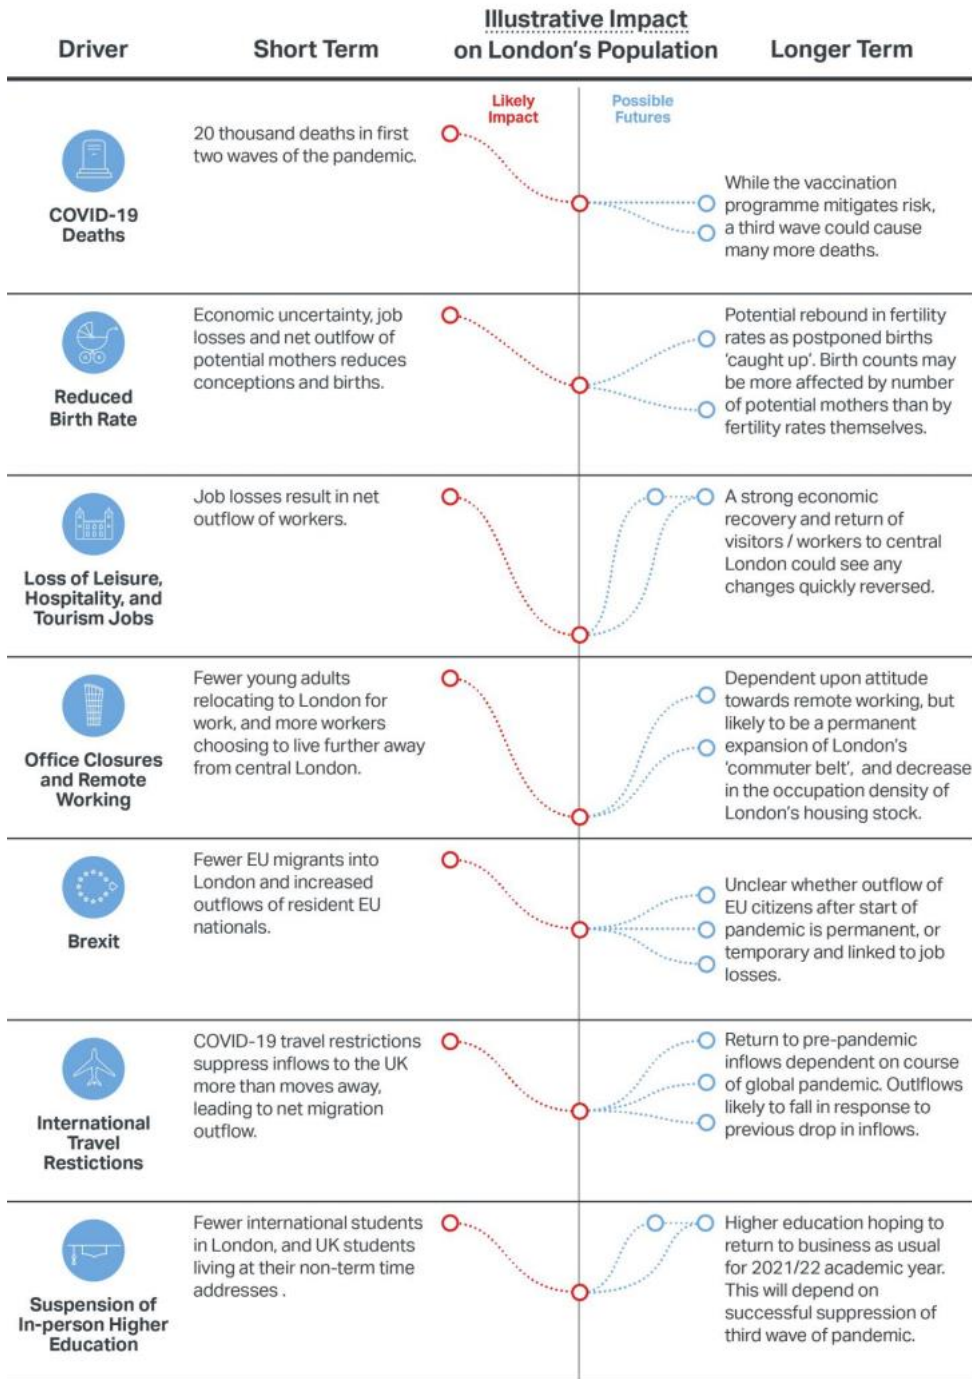 Driver
Short Term
Illustrative Impact
on London's Population
Longer Term
Likely
Impact
Possible
Futures
COVID-19
Deaths
20 thousand deaths in first
two waves of the pandemic.
While the vaccination
programme mitigates risk,
a third wave could cause
many more deaths.
Reduced
Birth Rate
Economic uncertainty, job
losses and net outlfow of
potential mothers reduces
conceptions and births.
Potential rebound in fertility
rates as postponed births
'caught up'. Birth counts may
be more affected by number
of potential mothers than by
fertility rates themselves.
Loss of Leisure,
Hospitality, and
Tourism Jobs
Job losses result in net
outflow of workers.
A strong economic
recovery and return of
visitors / workers to central
London could see any
changes quickly reversed.
Office Closures
and Remote
Working
Fewer young adults
relocating to London for
work, and more workers
choosing to live further away
from central London.
Dependent upon attitude
towards remote working, but
likely to be a permanent
expansion of London's
'commuter belt', and decrease
in the occupation density of
London's housing stock.
Brexit
Fewer EU migrants into
London and increased
outflows of resident EU
nationals.
Unclear whether outflow of
EU citizens after start of
pandemic is permanent, or
temporary and linked to job
losses.
International
Travel
Restictions
COVID-19 travel restrictions
suppress inflows to the UK
more than moves away,
leading to net migration
outflow.
Return to pre-pandemic
inflows dependent on course
of global pandemic. Outlflows
likely to fall in response to
previous drop in inflows.
Suspension of
In-person Higher
Education
Fewer international students
in London, and UK students
living at their non-term time
addresses .
Higher education hoping to
return to business as usual
for 2021/22 academic year.
This will depend on
successful suppression of
third wave of pandemic.